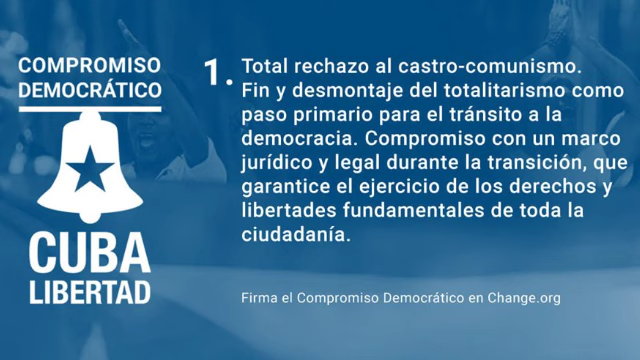 COMPROMISO
DEMOCRÁTICO
CUBA
LIBERTAD
1.
Total rechazo al castro-comunismo.
Fin y desmontaje del totalitarismo como
paso primario para el tránsito a la
democracia. Compromiso con un marco
jurídico y legal durante la transición, que
garantice el ejercicio de los derechos y
libertades fundamentales de toda la
ciudadanía.
Firma el Compromiso Democrático en Change.org